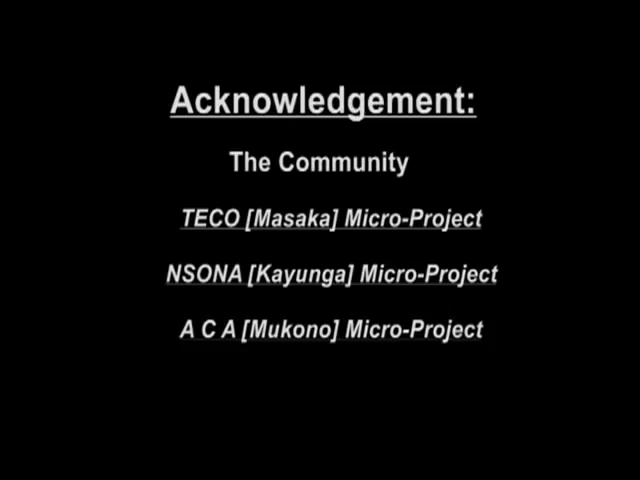 Acknowledgement:
The Community
TECO [Masaka] Micro-Project
NSONA [Kayunga] Micro-Project
A C A [Mukono] Micro-Project